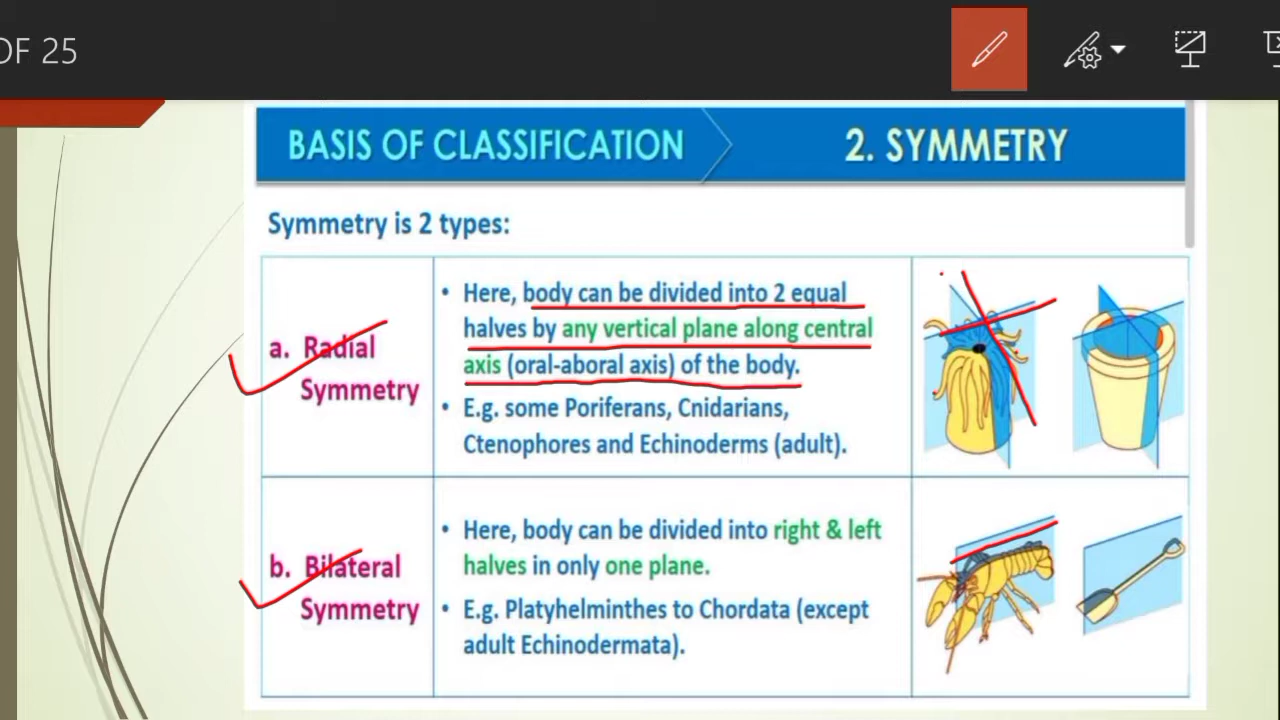 OF 25
BASIS OF CLASSIFICATION
2. SYMMETRY
Symmetry is 2 types:
a. Radial
Symmetry
• Here, body can be divided into 2 equal
halves by any vertical plane along central
axis (oral-aboral axis) of the body.
• E.g. some Poriferans, Cnidarians,
Ctenophores and Echinoderms (adult).
b. Bilateral
Symmetry
• Here, body can be divided into right & left
halves in only one plane.
• E.g. Platyhelminthes to Chordata (except
adult Echinodermata).